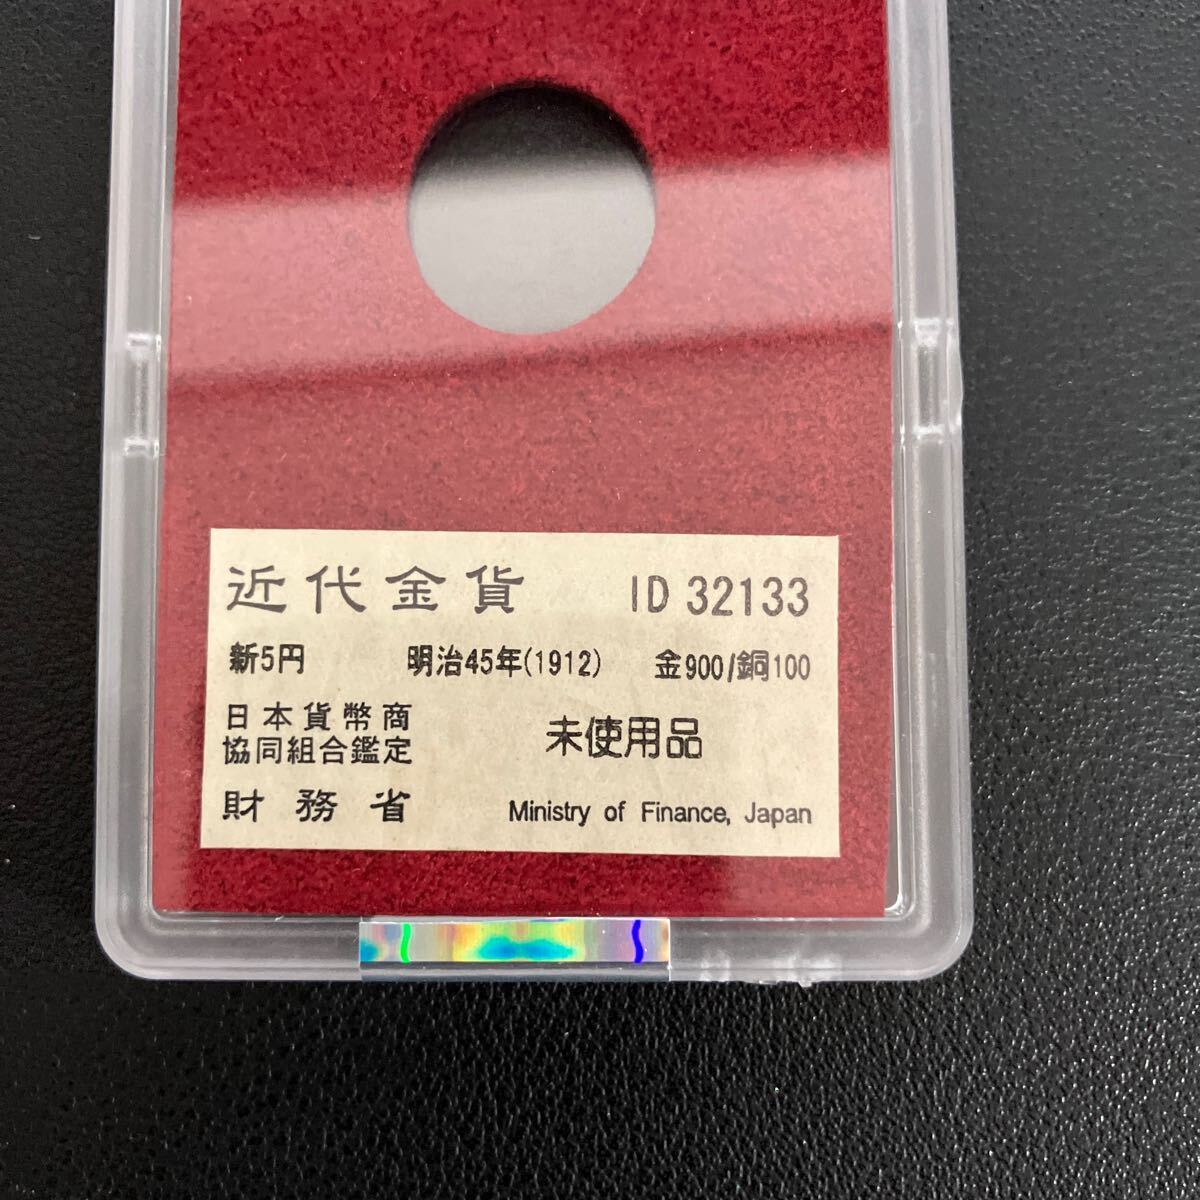 近代金貨 ID 32133
新5円 明治45年(1912) 金900/銅100
日本貨幣商
協同組合鑑定 未使用品
財務省 Ministry of Finance, Japan